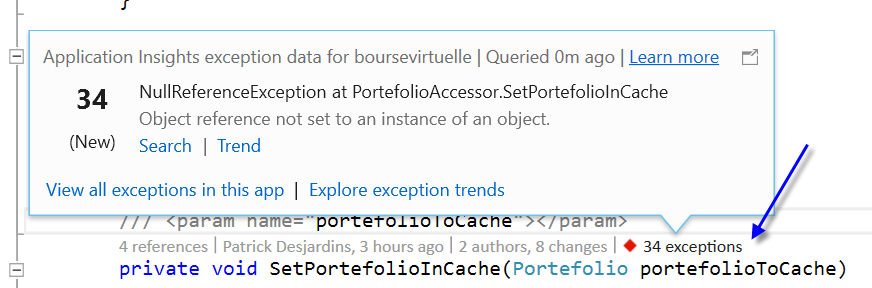 }
Application Insights exception data for boursevirtuelle | Queried 0m ago | Learn more
34
(New)
NullReferenceException at PortefolioAccessor.SetPortefolioInCache
Object reference not set to an instance of an object.
Search | Trend
View all exceptions in this app | Explore exception trends
/// <param name="portefolioToCache"></param>
4 references | Patrick Desjardins, 3 hours ago | 2 authors, 8 changes | 34 exceptions
private void SetPortefolioInCache(Portefolio portefolioToCache)